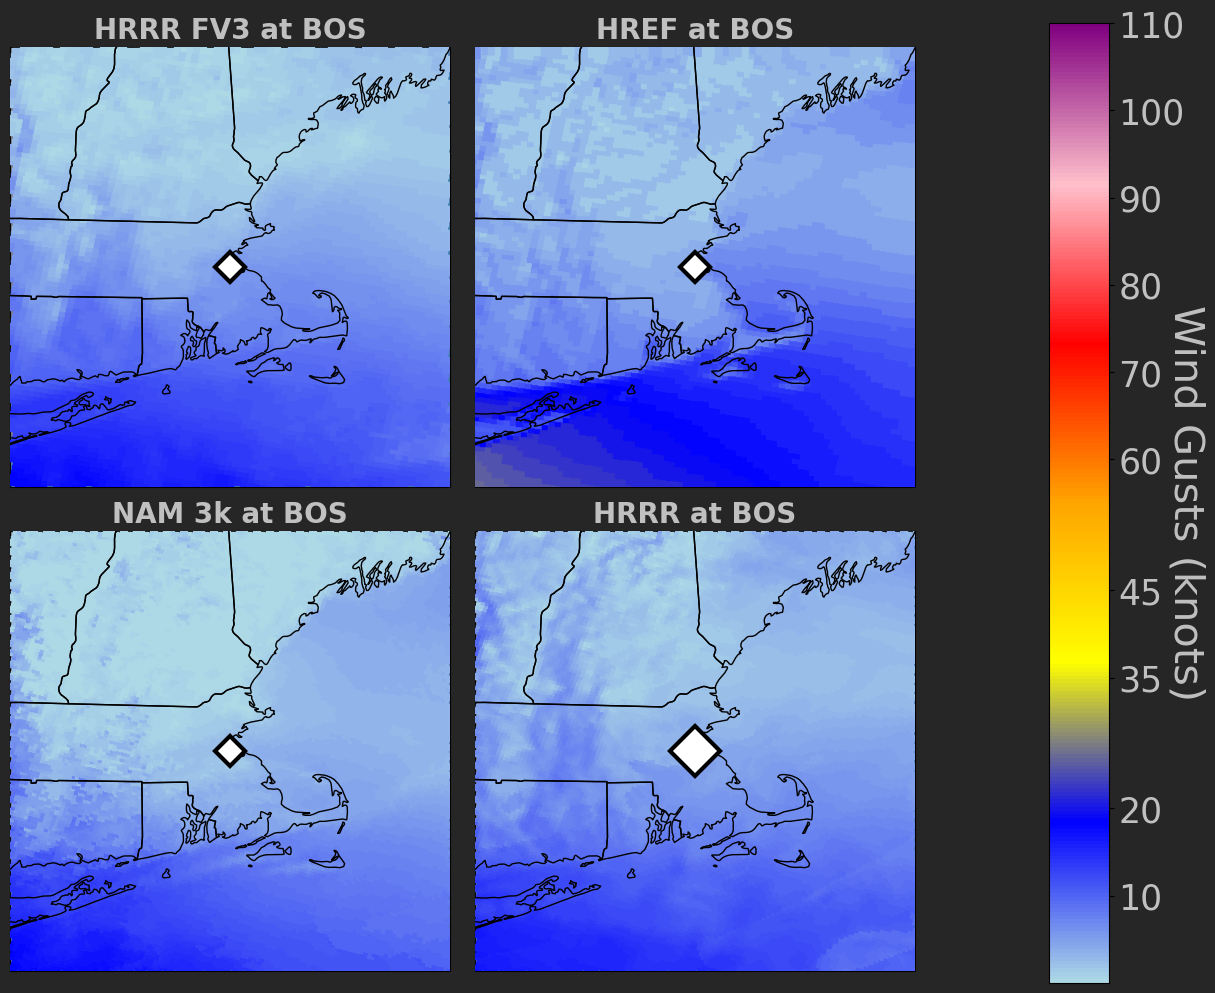 HRRR FV3 at BOS
HREF at BOS
NAM 3k at BOS
HRRR at BOS
110
100
90
80
70
60
45
35
20
10
Wind Gusts (knots)